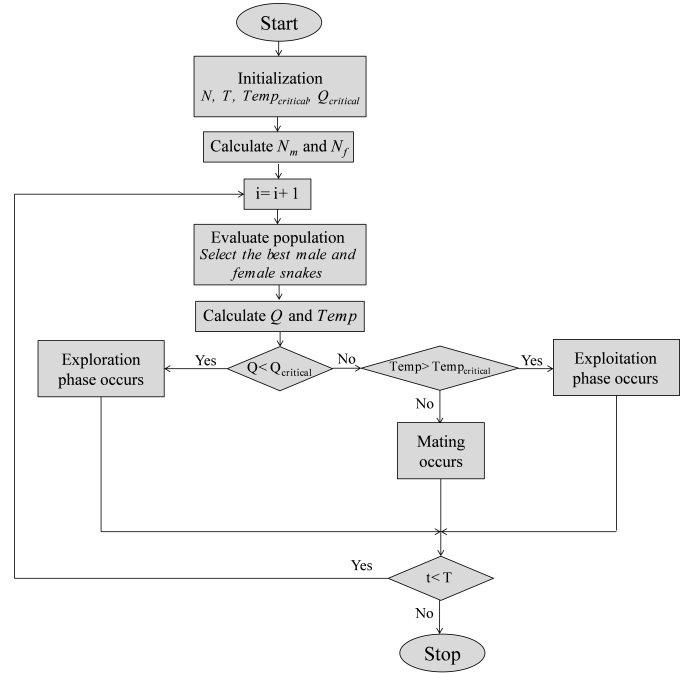 Start
Initialization
N, T, Temp_critical, Q_critical
Calculate N_m and N_f
i= i+ 1
Evaluate population
Select the best male and
female snakes
Calculate Q and Temp
Exploration
phase occurs
Yes
Q< Q_critical
No
Temp> Temp_critical
Yes
Exploitation
phase occurs
No
Mating
occurs
Yes
t< T
No
Stop